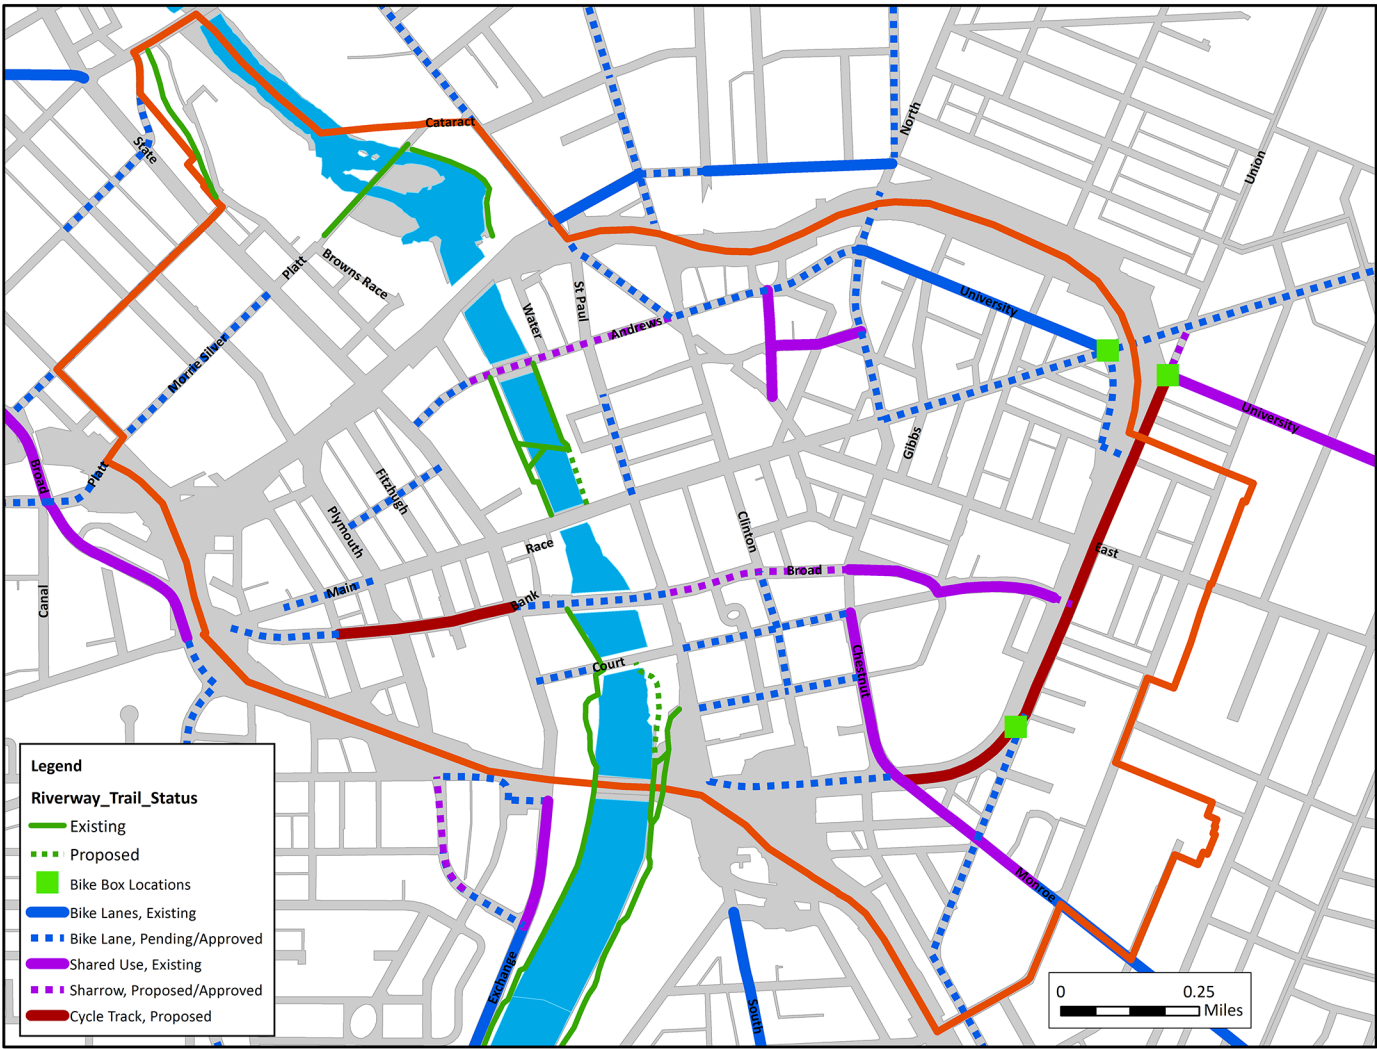 Cataract
North
Union
State
Platt
Browns Race
St Paul
Water
Andrews
University
Morrie Silver
University
Gibbs
Broad
Platt
Fitzhugh
Plymouth
Clinton
Race
East
Main
Bank
Broad
Canal
Court
Chestnut
Monroe
Exchange
South
Legend
Riverway_Trail_Status
Existing
Proposed
Bike Box Locations
Bike Lanes, Existing
Bike Lane, Pending/Approved
Shared Use, Existing
Sharrow, Proposed/Approved
Cycle Track, Proposed
0 0.25
Miles